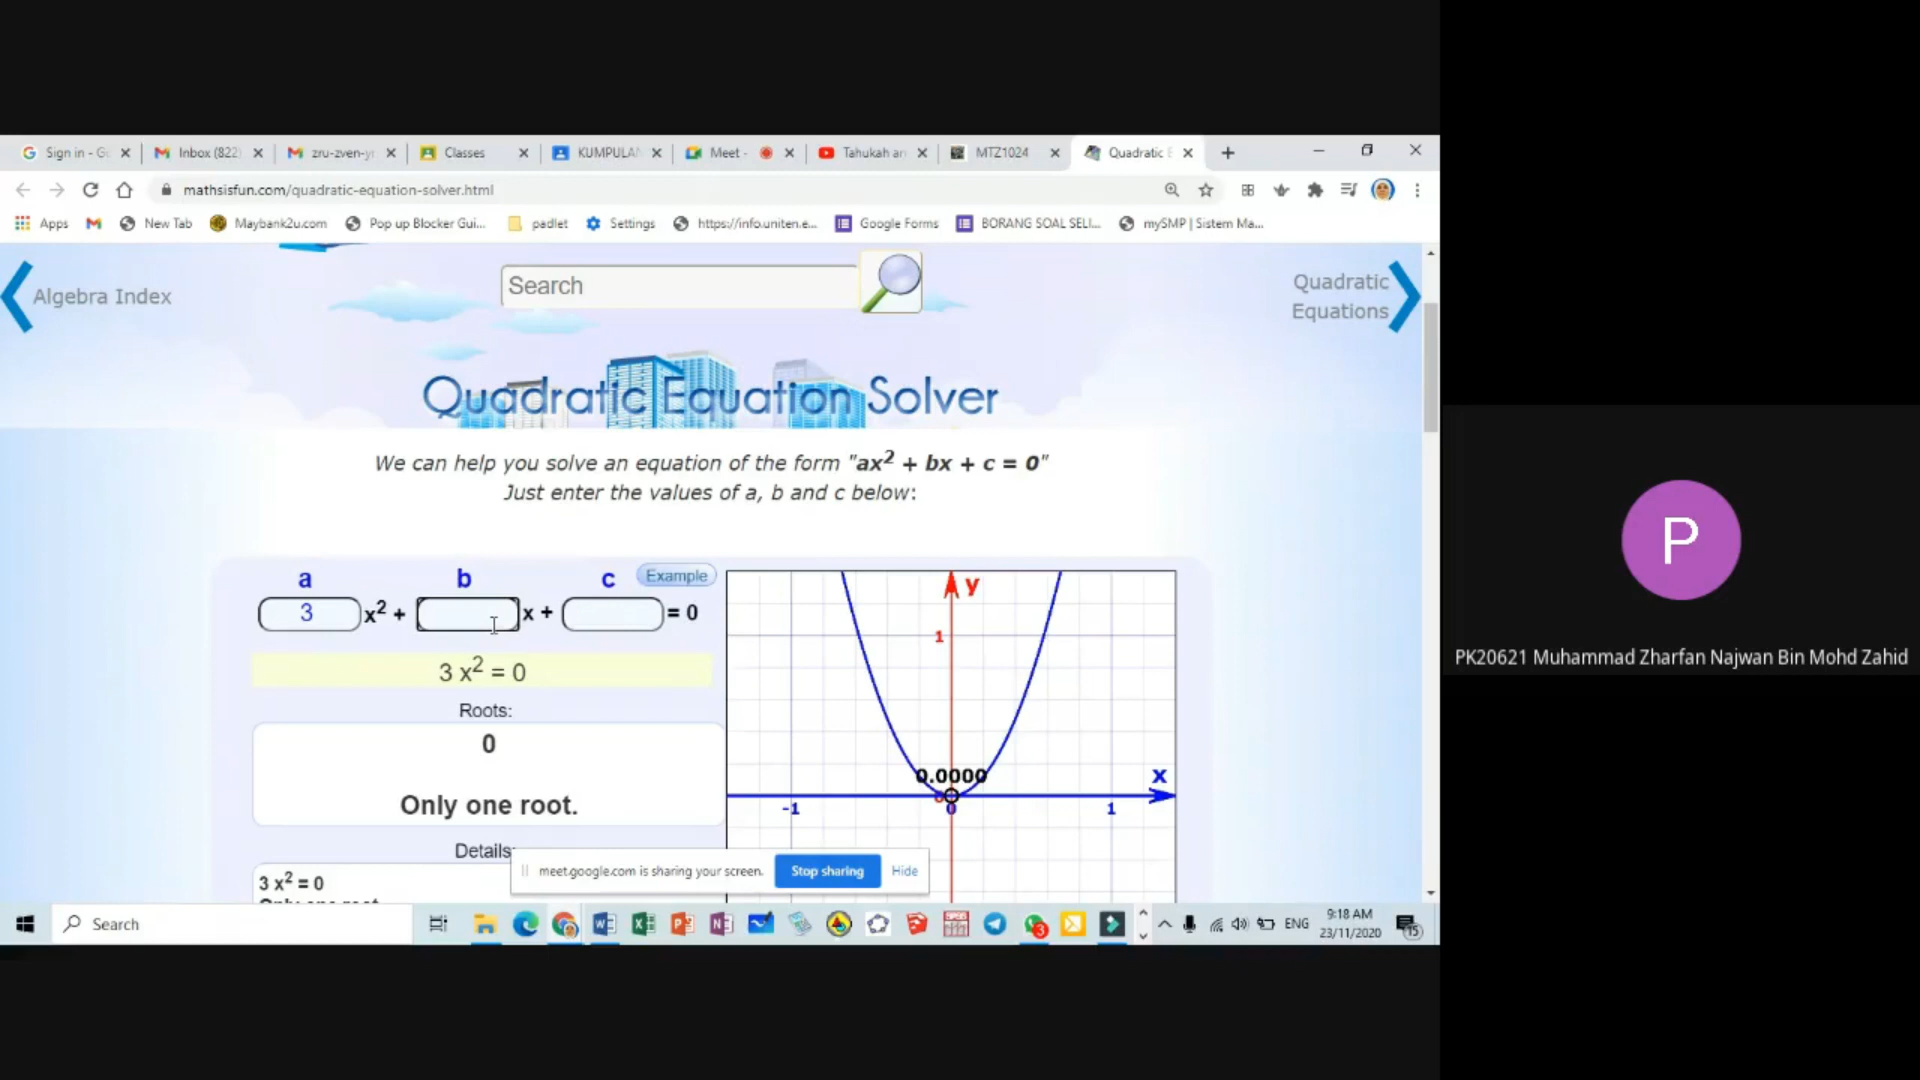 Sign in - G
Inbox (822)
zru-zven-y
Classes
KUMPULA
Meet -
Tahukah an
MTZ1024
Quadratic E
mathsisfun.com/quadratic-equation-solver.html
Apps
New Tab
Maybank2u.com
Pop up Blocker Gui...
padlet
Settings
https://info.uniten.e...
Google Forms
BORANG SOAL SELI...
mySMP | Sistem Ma...
Algebra Index
Search
Quadratic
Equations
Quadratic Equation Solver
We can help you solve an equation of the form "ax² + bx + c = 0"
Just enter the values of a, b and c below:
a b c Example
3 x² + x + = 0
3 x² = 0
Roots:
0
Only one root.
Details
3 x² = 0
y
1
0.0000
x
-1 0 1
meet.google.com is sharing your screen.
Stop sharing
Hide
Search
3
ENG
9:18 AM
23/11/2020
15
P
PK20621 Muhammad Zharfan Najwan Bin Mohd Zahid